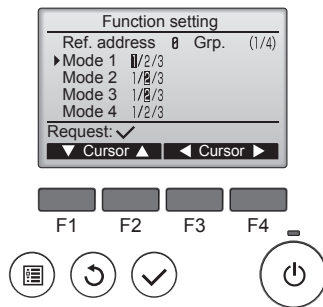 Function setting
Ref. address 0 Grp. (1/4)
Mode 1 1/2/3
Mode 2 1/2/3
Mode 3 1/2/3
Mode 4 1/2/3
Request:
Cursor Cursor
F1 F2 F3 F4